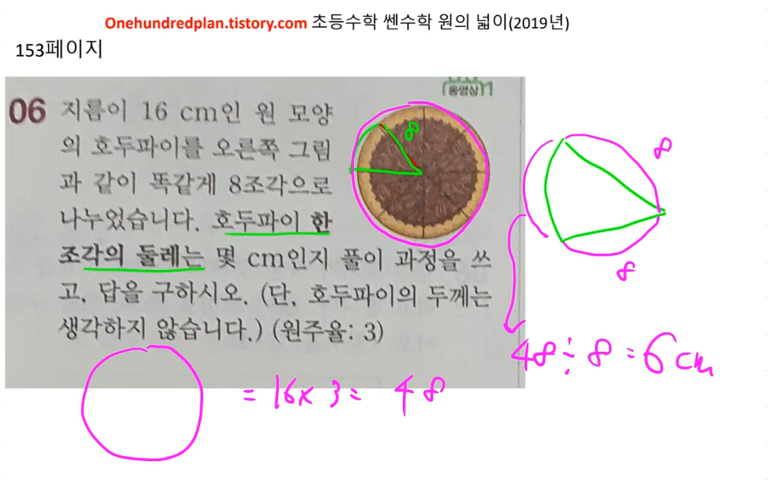 Onehundredplan.tistory.com 초등수학 쎈수학 원의 넓이(2019년)
153페이지
동영상
06 지름이 16 cm인 원 모양
의 호두파이를 오른쪽 그림
과 같이 똑같게 8조각으로
나누었습니다. 호두파이 한
조각의 둘레는 몇 cm인지 풀이 과정을 쓰
고, 답을 구하시오. (단, 호두파이의 두께는
생각하지 않습니다.) (원주율: 3)
8
8
8
48÷8=6cm
=16×3=48